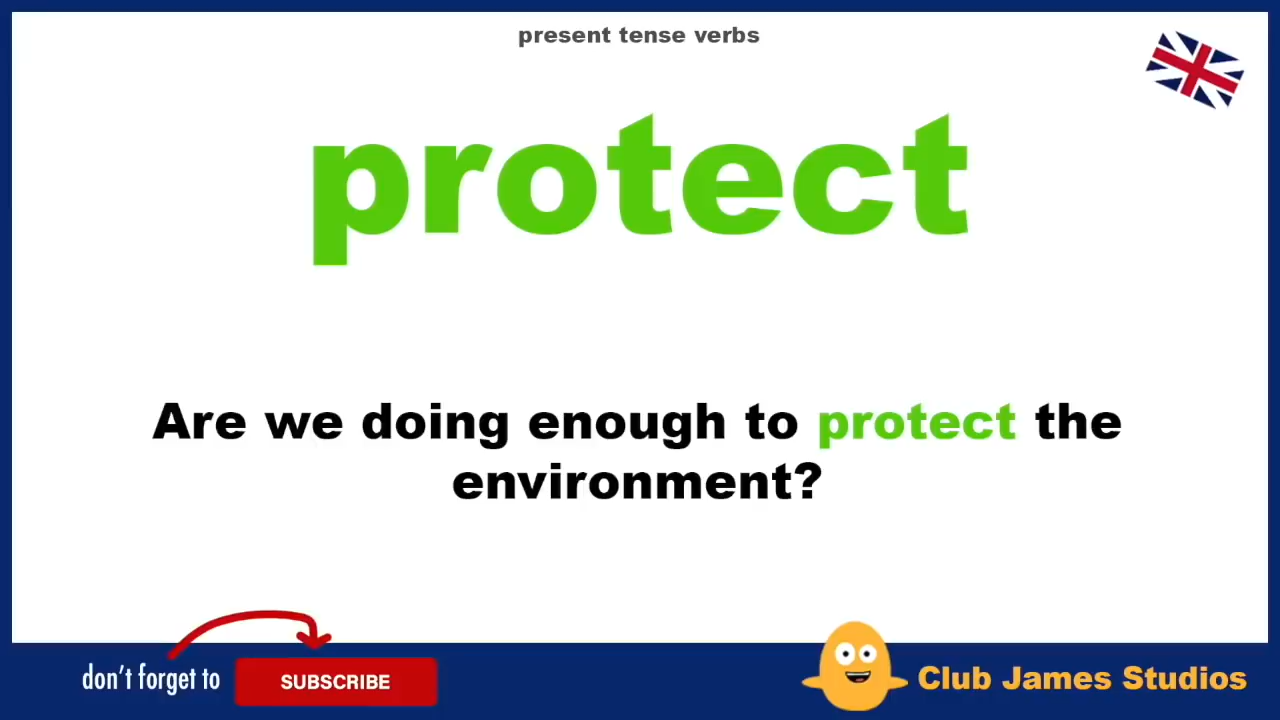 present tense verbs
protect
Are we doing enough to protect the
environment?
don't forget to
SUBSCRIBE
Club James Studios